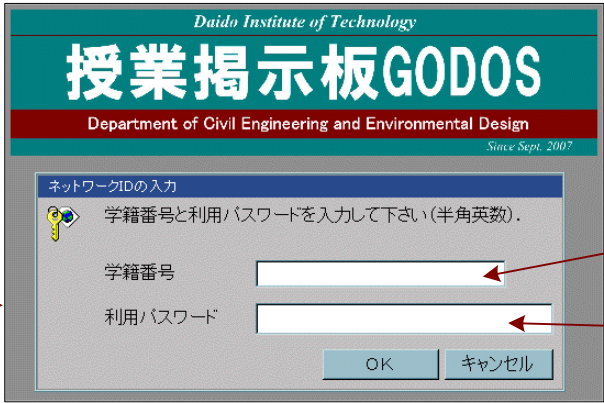 Daido Institute of Technology
授業掲示板GODOS
Department of Civil Engineering and Environmental Design
Since Sept. 2007
ネットワークIDの入力
学籍番号と利用パスワードを入力して下さい(半角英数).
学籍番号
利用パスワード
OK
キャンセル